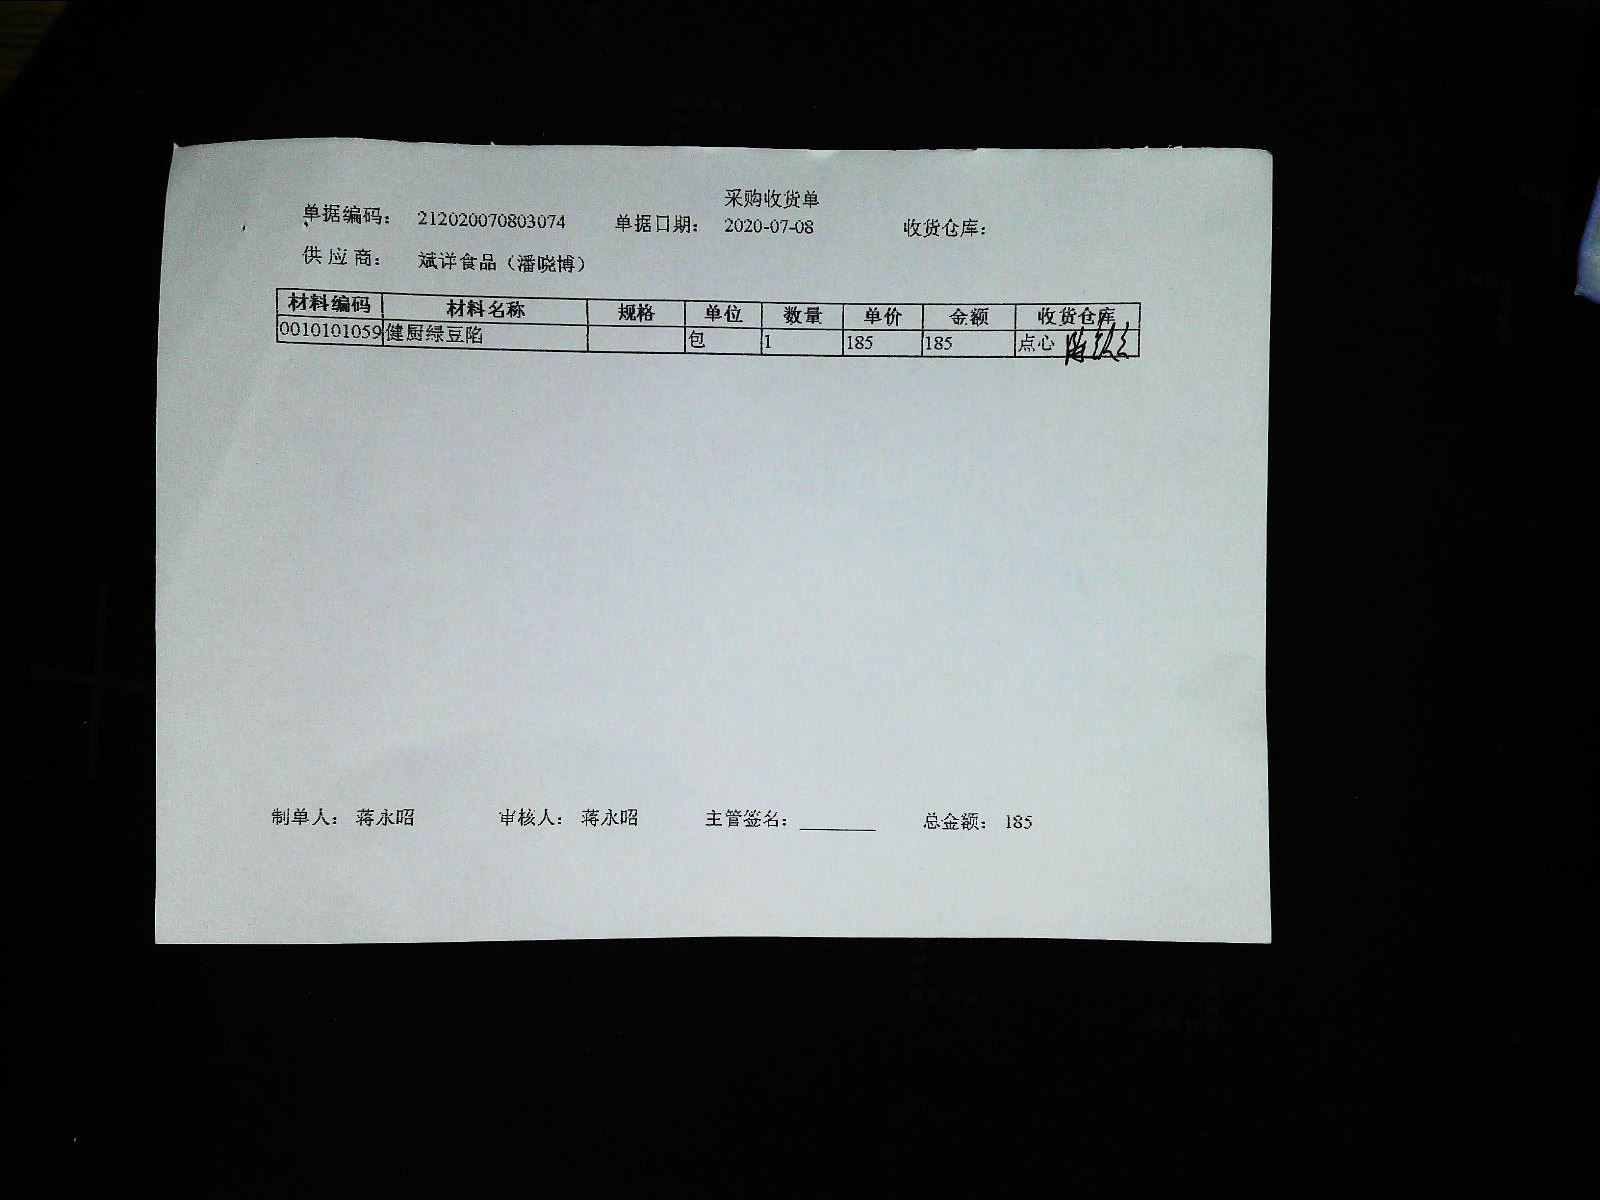 采购收货单
单据编码: 212020070803074 单据日期: 2020-07-08 收货仓库:
供 应 商: 斌详食品（潘晓博）
材料编码 材料名称 规格 单位 数量 单价 金额 收货仓库
0010101059 健厨绿豆陷 包 1 185 185 点心
制单人: 蒋永昭 审核人: 蒋永昭 主管签名: ________ 总金额: 185